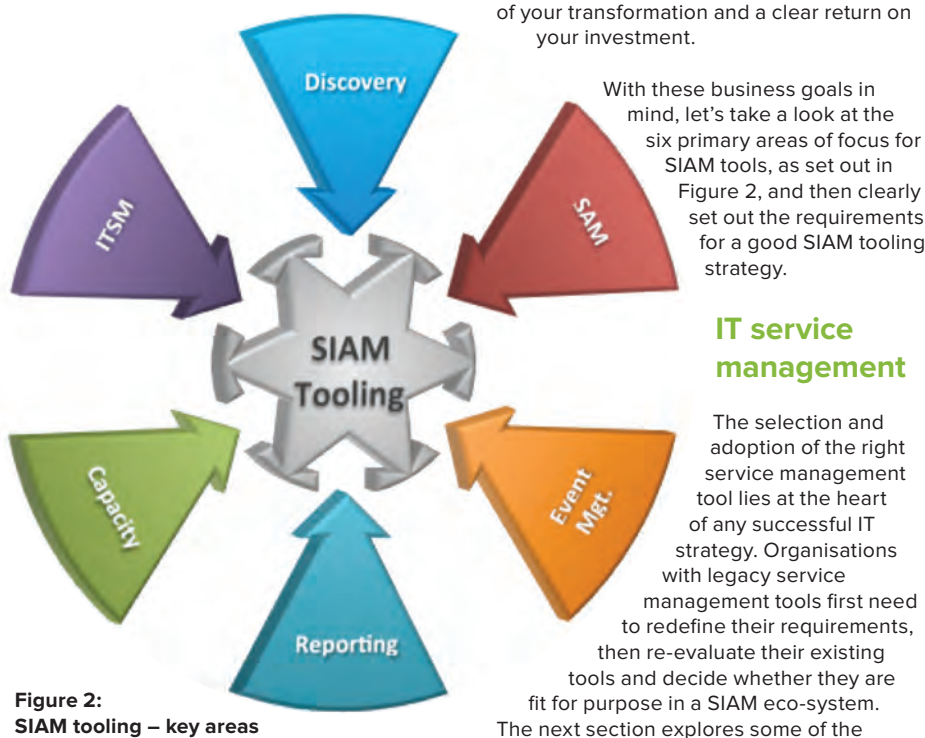 of your transformation and a clear return on
your investment.
With these business goals in
mind, let's take a look at the
six primary areas of focus for
SIAM tools, as set out in
Figure 2, and then clearly
set out the requirements
for a good SIAM tooling
strategy.
IT service
management
The selection and
adoption of the right
service management
tool lies at the heart
of any successful IT
strategy. Organisations
with legacy service
management tools first need
to redefine their requirements,
then re-evaluate their existing
tools and decide whether they are
fit for purpose in a SIAM eco-system.
The next section explores some of the
Discovery
SAM
Event
Mgt.
Reporting
Capacity
ITSM
SIAM
Tooling
Figure 2:
SIAM tooling – key areas